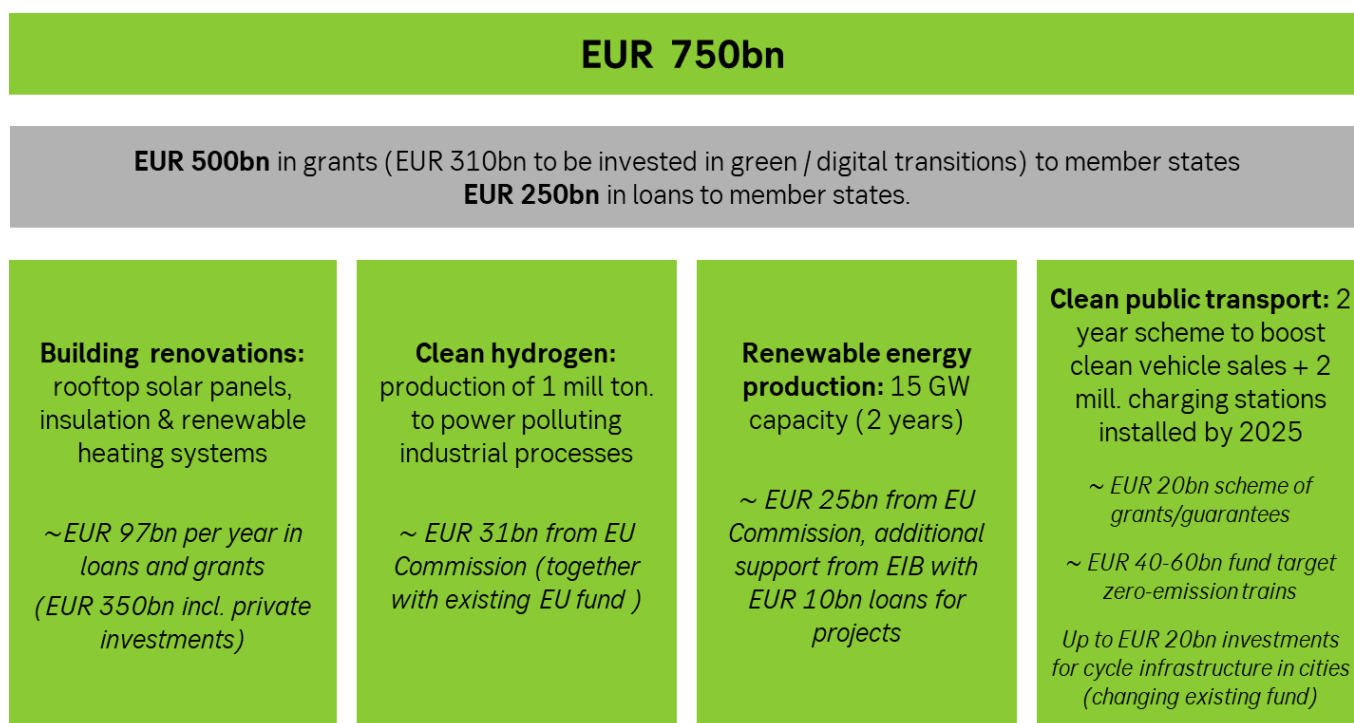 EUR 750bn
EUR 500bn in grants (EUR 310bn to be invested in green / digital transitions) to member states
EUR 250bn in loans to member states.
Building renovations:
rooftop solar panels,
insulation & renewable
heating systems
~EUR 97bn per year in
loans and grants
(EUR 350bn incl. private
investments)
Clean hydrogen:
production of 1 mill ton.
to power polluting
industrial processes
~ EUR 31bn from EU
Commission (together
with existing EU fund )
Renewable energy
production: 15 GW
capacity (2 years)
~ EUR 25bn from EU
Commission, additional
support from EIB with
EUR 10bn loans for
projects
Clean public transport: 2
year scheme to boost
clean vehicle sales + 2
mill. charging stations
installed by 2025
~ EUR 20bn scheme of
grants/guarantees
~ EUR 40-60bn fund target
zero-emission trains
Up to EUR 20bn investments
for cycle infrastructure in cities
(changing existing fund)